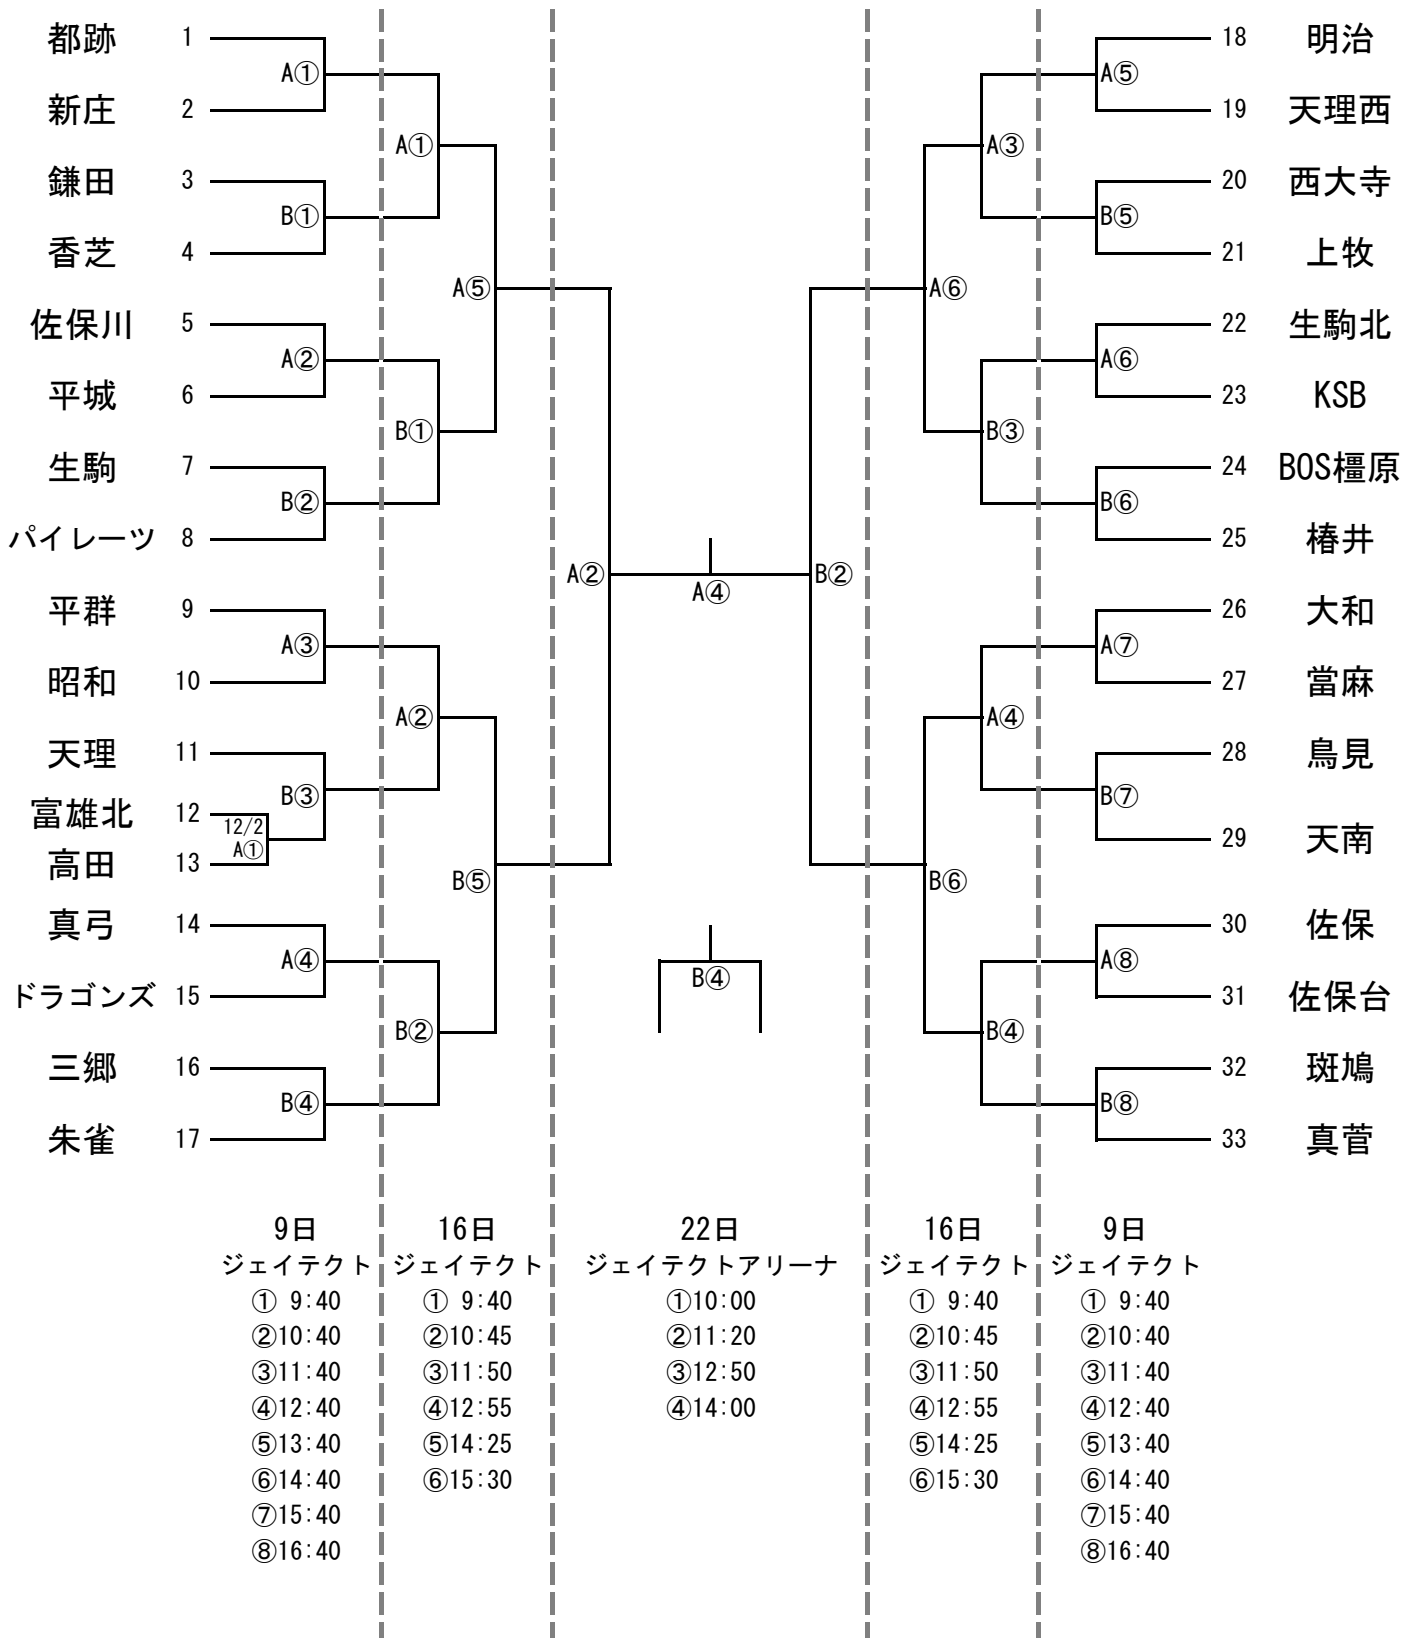 都跡 1
A①
新庄 2
A①
鎌田 3
B①
香芝 4
A⑤
佐保川 5
A②
平城 6
B①
生駒 7
B②
パイレーツ 8
A②
平群 9
A③
昭和 10
A②
天理 11
B③
富雄北 12
12/2
A①
高田 13
B⑤
真弓 14
A④
ドラゴンズ 15
B②
三郷 16
B④
朱雀 17
A④
B④
18 明治
A⑤
19 天理西
A③
20 西大寺
B⑤
21 上牧
A⑥
22 生駒北
A⑥
23 KSB
B③
24 BOS橿原
B⑥
25 椿井
B②
26 大和
A⑦
27 當麻
A④
28 鳥見
B⑦
29 天南
B⑥
30 佐保
A⑧
31 佐保台
B④
32 斑鳩
B⑧
33 真菅
9日
ジェイテクト
① 9:40
②10:40
③11:40
④12:40
⑤13:40
⑥14:40
⑦15:40
⑧16:40
16日
ジェイテクト
① 9:40
②10:45
③11:50
④12:55
⑤14:25
⑥15:30
22日
ジェイテクトアリーナ
①10:00
②11:20
③12:50
④14:00
16日
ジェイテクト
① 9:40
②10:45
③11:50
④12:55
⑤14:25
⑥15:30
9日
ジェイテクト
① 9:40
②10:40
③11:40
④12:40
⑤13:40
⑥14:40
⑦15:40
⑧16:40